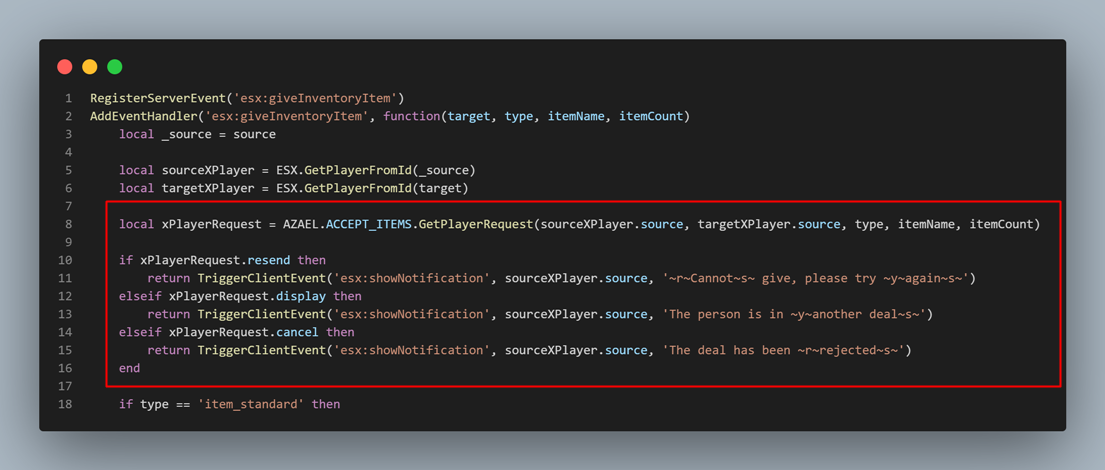 1 RegisterServerEvent('esx:giveInventoryItem')
2 AddEventHandler('esx:giveInventoryItem', function(target, type, itemName, itemCount)
3     local _source = source
4
5     local sourceXPlayer = ESX.GetPlayerFromId(_source)
6     local targetXPlayer = ESX.GetPlayerFromId(target)
7
8     local xPlayerRequest = AZAEL.ACCEPT_ITEMS.GetPlayerRequest(sourceXPlayer.source, targetXPlayer.source, type, itemName, itemCount)
9
10     if xPlayerRequest.resend then
11         return TriggerClientEvent('esx:showNotification', sourceXPlayer.source, '~r~Cannot~s~ give, please try ~y~again~s~')
12     elseif xPlayerRequest.display then
13         return TriggerClientEvent('esx:showNotification', sourceXPlayer.source, 'The person is in ~y~another deal~s~')
14     elseif xPlayerRequest.cancel then
15         return TriggerClientEvent('esx:showNotification', sourceXPlayer.source, 'The deal has been ~r~rejected~s~')
16     end
17
18     if type == 'item_standard' then